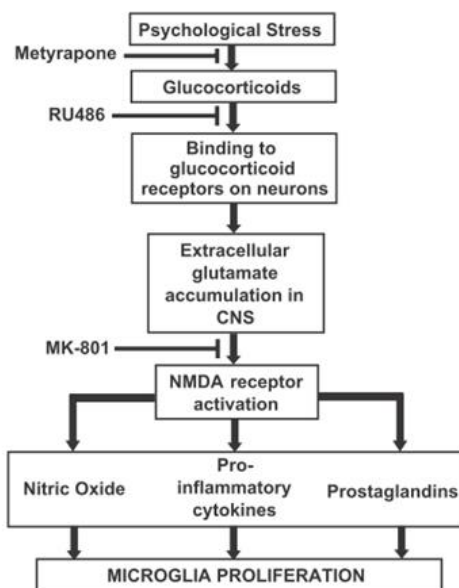 Psychological Stress
Metyrapone
Glucocorticoids
RU486
Binding to
glucocorticoid
receptors on neurons
Extracellular
glutamate
accumulation in
CNS
MK-801
NMDA receptor
activation
Nitric Oxide
Pro-
inflammatory
cytokines
Prostaglandins
MICROGLIA PROLIFERATION